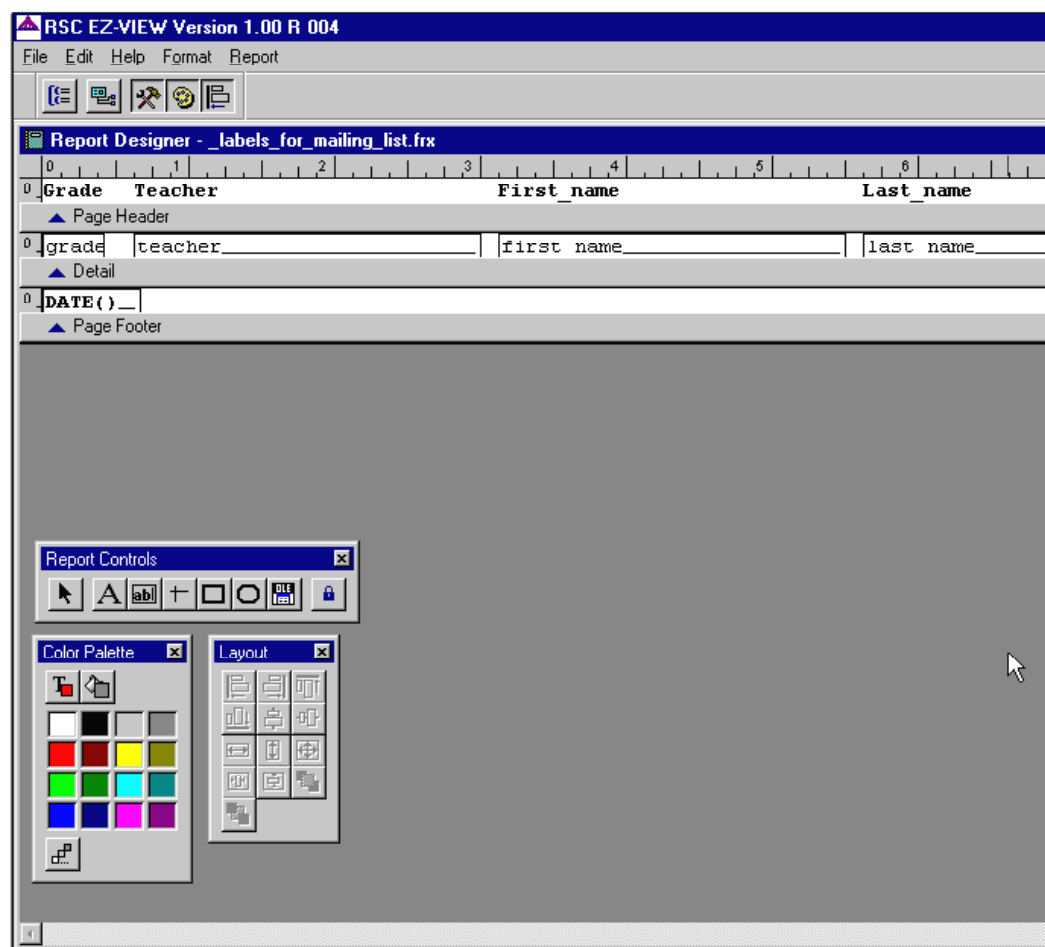 RSC EZ-VIEW Version 1.00 R 004
File Edit Help Format Report
Report Designer - _labels_for_mailing_list.frx
0 1 2 3 4 5 6
0 Grade Teacher First_name Last_name
Page Header
0 grade teacher first name last name
Detail
0 DATE()
Page Footer
Report Controls
A abl OLE
Color Palette
Layout
T